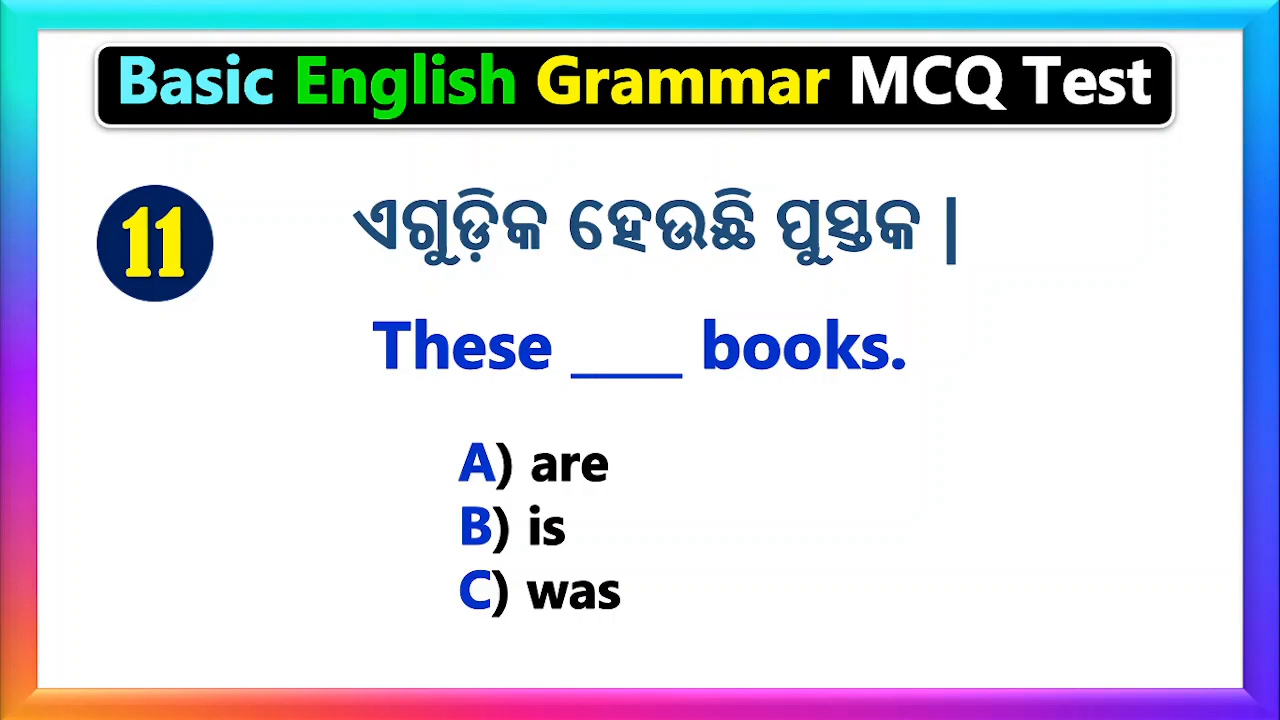 Basic English Grammar MCQ Test
11
ଏଗୁଡ଼ିକ ହେଉଛି ପୁସ୍ତକ |
These ____ books.
A) are
B) is
C) was